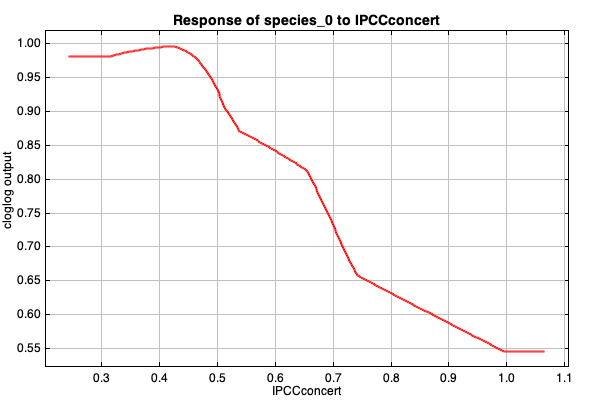 Response of species_0 to IPCCconcert
cloglog output
1.00
0.95
0.90
0.85
0.80
0.75
0.70
0.65
0.60
0.55
0.3 0.4 0.5 0.6 0.7 0.8 0.9 1.0 1.1
IPCCconcert